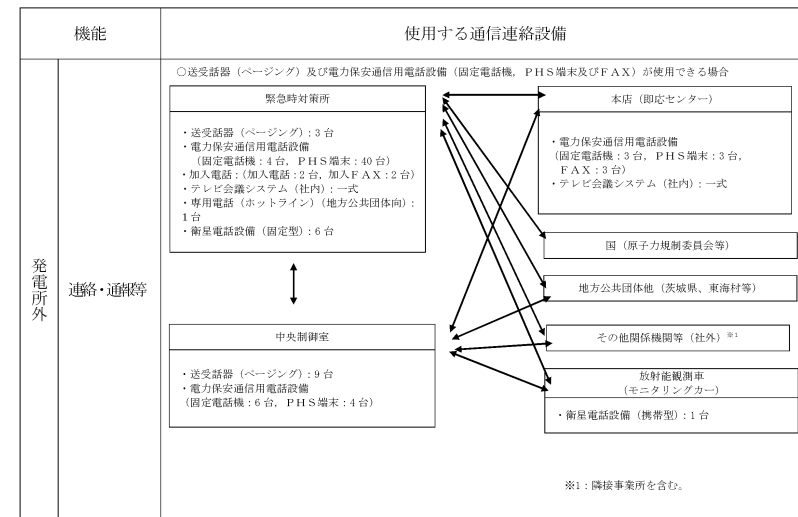 機能
使用する通信連絡設備
発電所外
連絡・通報等
○送受話器（ページング）及び電力保安通信用電話設備（固定電話機，ＰＨＳ端末及びＦＡＸ）が使用できる場合
緊急時対策所
・送受話器（ページング）：3台
・電力保安通信用電話設備
（固定電話機：4台，ＰＨＳ端末：40台）
・加入電話：（加入電話：2台，加入ＦＡＸ：2台）
・テレビ会議システム（社内）：一式
・専用電話（ホットライン）（地方公共団体向）：
1台
・衛星電話設備（固定型）：6台
本店（即応センター）
・電力保安通信用電話設備
（固定電話機：3台，ＰＨＳ端末：3台，
ＦＡＸ：3台）
・テレビ会議システム（社内）：一式
国（原子力規制委員会等）
地方公共団体他（茨城県、東海村等）
中央制御室
・送受話器（ページング）：9台
・電力保安通信用電話設備
（固定電話機：6台，ＰＨＳ端末：4台）
その他関係機関等（社外）※1
放射能観測車
（モニタリングカー）
・衛星電話設備（携帯型）：1台
※1：隣接事業所を含む。